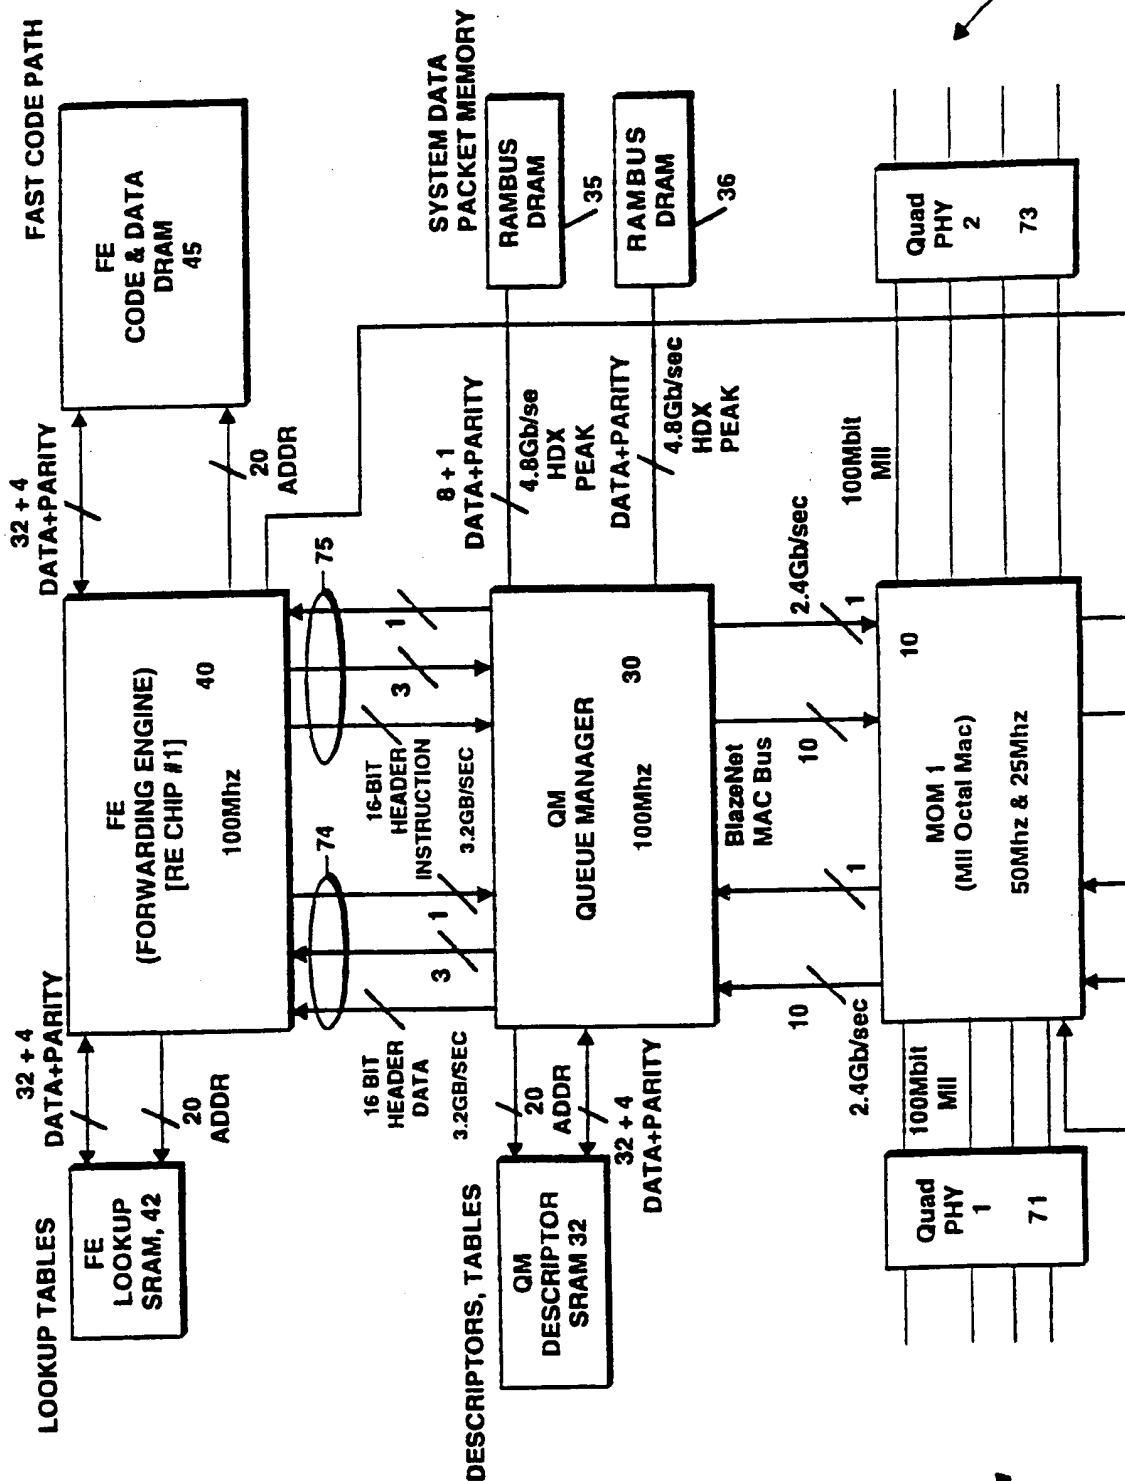 LOOKUP TABLES
FE
LOOKUP
SRAM, 42
32 + 4
DATA+PARITY
20
ADDR
FE
(FORWARDING ENGINE)
[RE CHIP #1]
40
100Mhz
32 + 4
DATA+PARITY
20
ADDR
FAST CODE PATH
FE
CODE & DATA
DRAM
45
16 BIT
HEADER
DATA
3.2GB/SEC
3
1
74
16-BIT
HEADER
INSTRUCTION
3.2GB/SEC
3
1
75
DESCRIPTORS, TABLES
QM
DESCRIPTOR
SRAM 32
20
ADDR
32 + 4
DATA+PARITY
QM
QUEUE MANAGER
30
100Mhz
8 + 1
DATA+PARITY
4.8Gb/se
HDX
PEAK
DATA+PARITY
4.8Gb/sec
HDX
PEAK
SYSTEM DATA
PACKET MEMORY
RAMBUS
DRAM
35
RAMBUS
DRAM
36
10
2.4Gb/sec
1
BlazeNet
MAC Bus
10
2.4Gb/sec
1
Quad
PHY
1
71
100Mbit
MII
MOM 1
(MII Octal Mac)
10
50Mhz & 25Mhz
100Mbit
MII
Quad
PHY
2
73